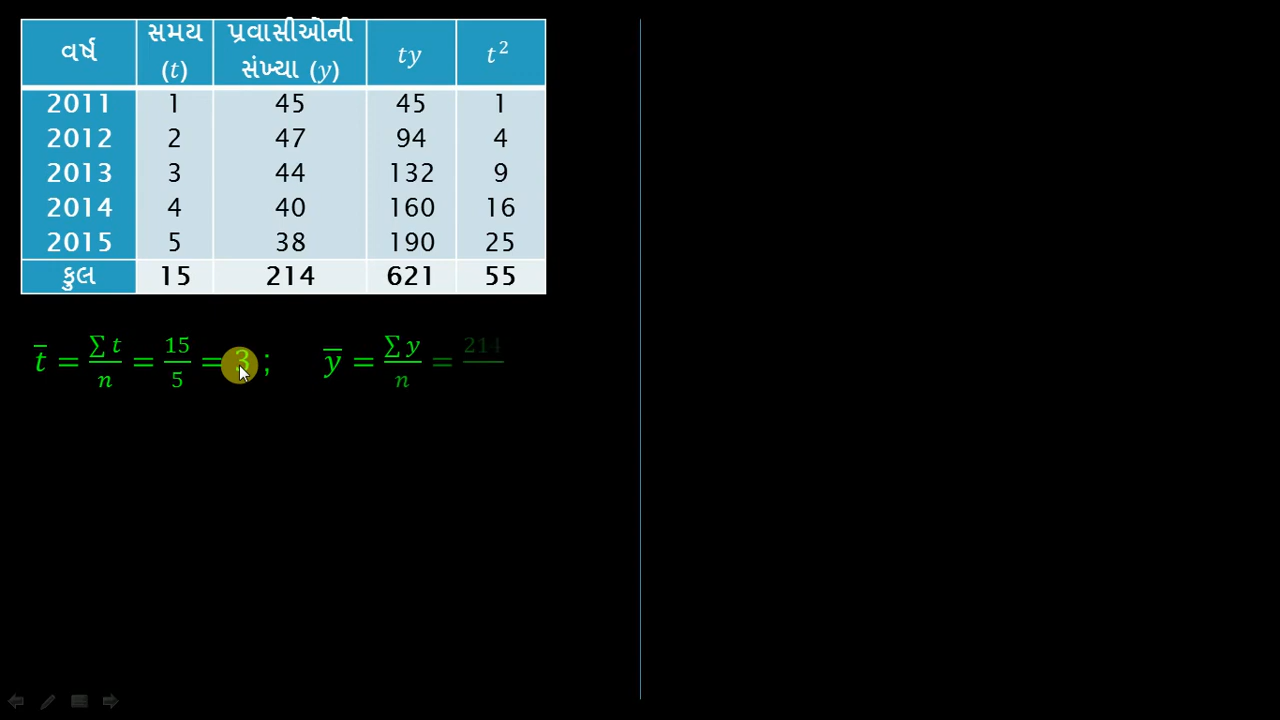 વર્ષ સમય (t) પ્રવાસીઓની સંખ્યા (y) ty t²
2011 1 45 45 1
2012 2 47 94 4
2013 3 44 132 9
2014 4 40 160 16
2015 5 38 190 25
કુલ 15 214 621 55
t̅ = ∑ t / n = 15 / 5 = 3 ; y̅ = ∑ y / n = 214